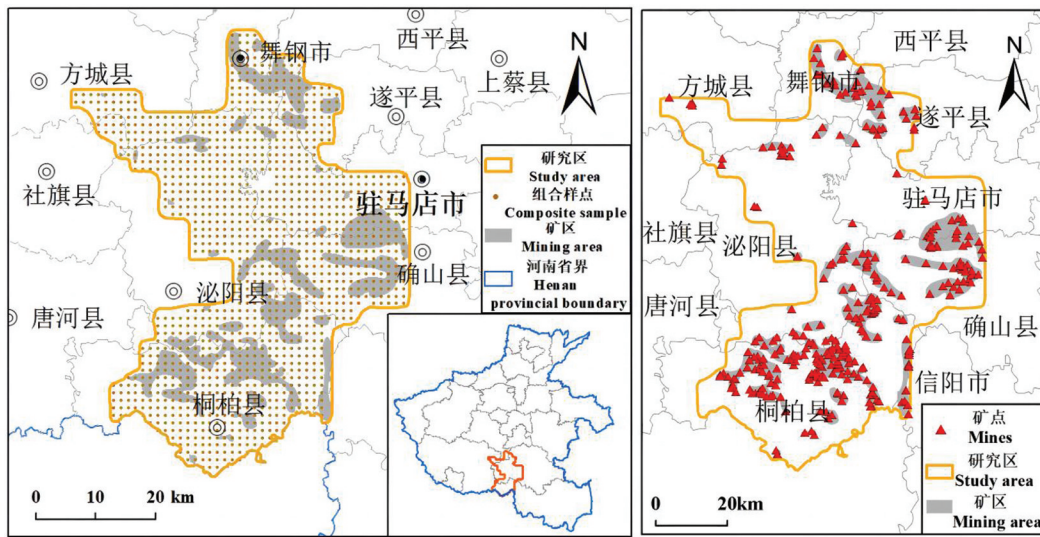 西平县
N
舞钢市
方城县
上蔡县
遂平县
社旗县
驻马店市
确山县
泌阳县
唐河县
桐柏县
0 20 20 km
研究区
Study area
组合样点
Composite sample
矿区
Mining area
河南省界
Henan
provincial boundary
西平县
N
方城县
舞钢市
遂平县
驻马店市
社旗县
泌阳县
唐河县
确山县
信阳市
桐柏县
0 20km
矿点
Mines
研究区
Study area
矿区
Mining area